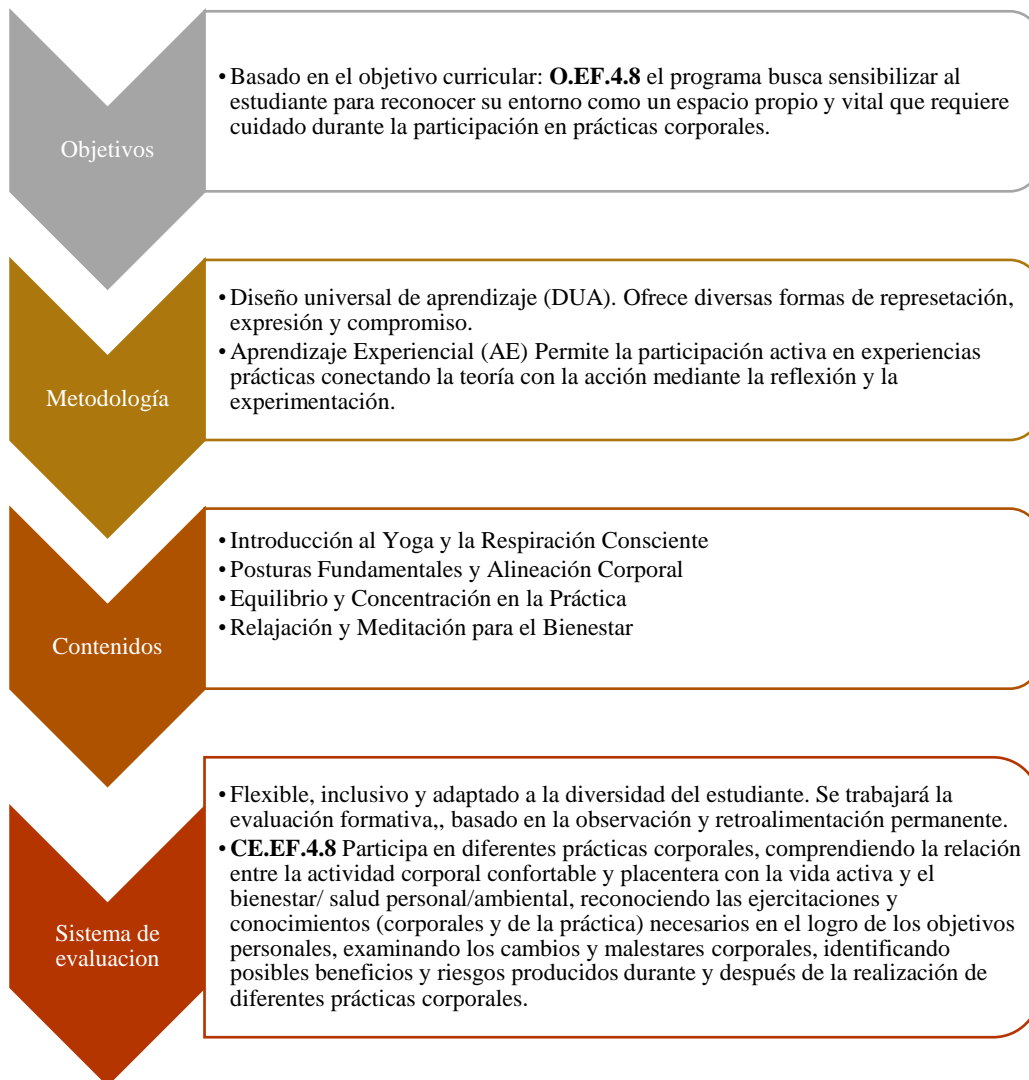 Objetivos
• Basado en el objetivo curricular: O.EF.4.8 el programa busca sensibilizar al
estudiante para reconocer su entorno como un espacio propio y vital que requiere
cuidado durante la participación en prácticas corporales.
Metodología
• Diseño universal de aprendizaje (DUA). Ofrece diversas formas de represetación,
expresión y compromiso.
• Aprendizaje Experiencial (AE) Permite la participación activa en experiencias
prácticas conectando la teoría con la acción mediante la reflexión y la
experimentación.
Contenidos
• Introducción al Yoga y la Respiración Consciente
• Posturas Fundamentales y Alineación Corporal
• Equilibrio y Concentración en la Práctica
• Relajación y Meditación para el Bienestar
Sistema de
evaluacion
• Flexible, inclusivo y adaptado a la diversidad del estudiante. Se trabajará la
evaluación formativa,, basado en la observación y retroalimentación permanente.
• CE.EF.4.8 Participa en diferentes prácticas corporales, comprendiendo la relación
entre la actividad corporal confortable y placentera con la vida activa y el
bienestar/ salud personal/ambiental, reconociendo las ejercitaciones y
conocimientos (corporales y de la práctica) necesarios en el logro de los objetivos
personales, examinando los cambios y malestares corporales, identificando
posibles beneficios y riesgos producidos durante y después de la realización de
diferentes prácticas corporales.